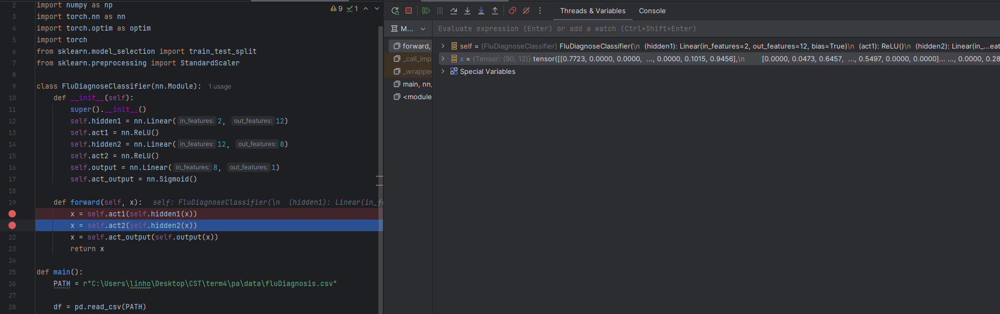 2 import numpy as np
3 import torch.nn as nn
4 import torch.optim as optim
5 import torch
6 from sklearn.model_selection import train_test_split
7 from sklearn.preprocessing import StandardScaler
8
9 class FluDiagnoseClassifier(nn.Module): 1 usage
10 def __init__(self):
11 super().__init__()
12 self.hidden1 = nn.Linear( in_features: 2, out_features: 12)
13 self.act1 = nn.ReLU()
14 self.hidden2 = nn.Linear( in_features: 12, out_features: 8)
15 self.act2 = nn.ReLU()
16 self.output = nn.Linear( in_features: 8, out_features: 1)
17 self.act_output = nn.Sigmoid()
18
19 def forward(self, x): self: FluDiagnoseClassifier(\n (hidden1): Linear(in_fe
x = self.act1(self.hidden1(x))
x = self.act2(self.hidden2(x))
22 x = self.act_output(self.output(x))
23 return x
24
25 def main():
26 PATH = r"C:\Users\linho\Desktop\CST\term4\pa\data\fluDiagnosis.csv"
27
28 df = pd.read_csv(PATH)
9 1
Threads & Variables Console
M... Evaluate expression (Enter) or add a watch (Ctrl+Shift+Enter)
forward,
_call_imp
_wrapped
main, nn_
<module
self = {FluDiagnoseClassifier} FluDiagnoseClassifier(\n (hidden1): Linear(in_features=2, out_features=12, bias=True)\n (act1): ReLU()\n (hidden2): Linear(in_...eat
x = {Tensor: (90, 12)} tensor([[0.7723, 0.0000, 0.0000, ..., 0.0000, 0.1015, 0.9456],\n [0.0000, 0.0473, 0.6457, ..., 0.5497, 0.0000, 0.0000]... ..., 0.0000, 0.28
Special Variables